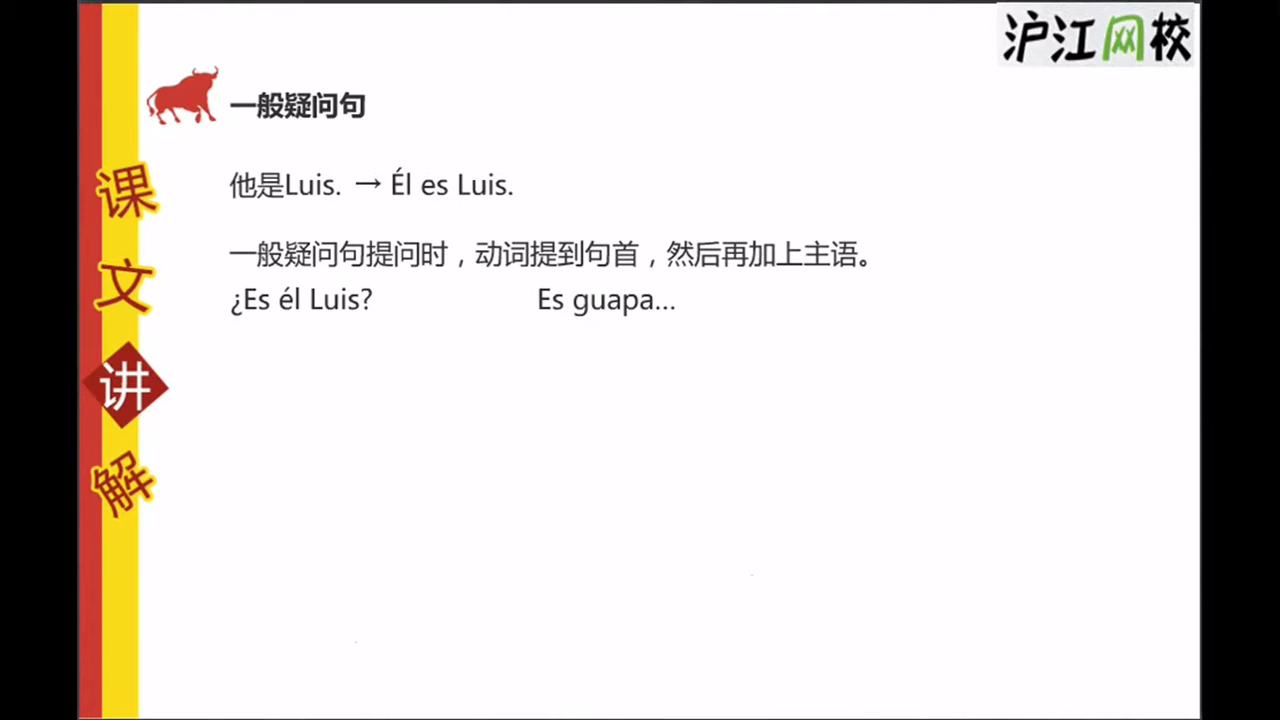 沪江网校
一般疑问句
他是Luis. → Él es Luis.
一般疑问句提问时，动词提到句首，然后再加上主语。
¿Es él Luis? Es guapa...
课
文
讲
解